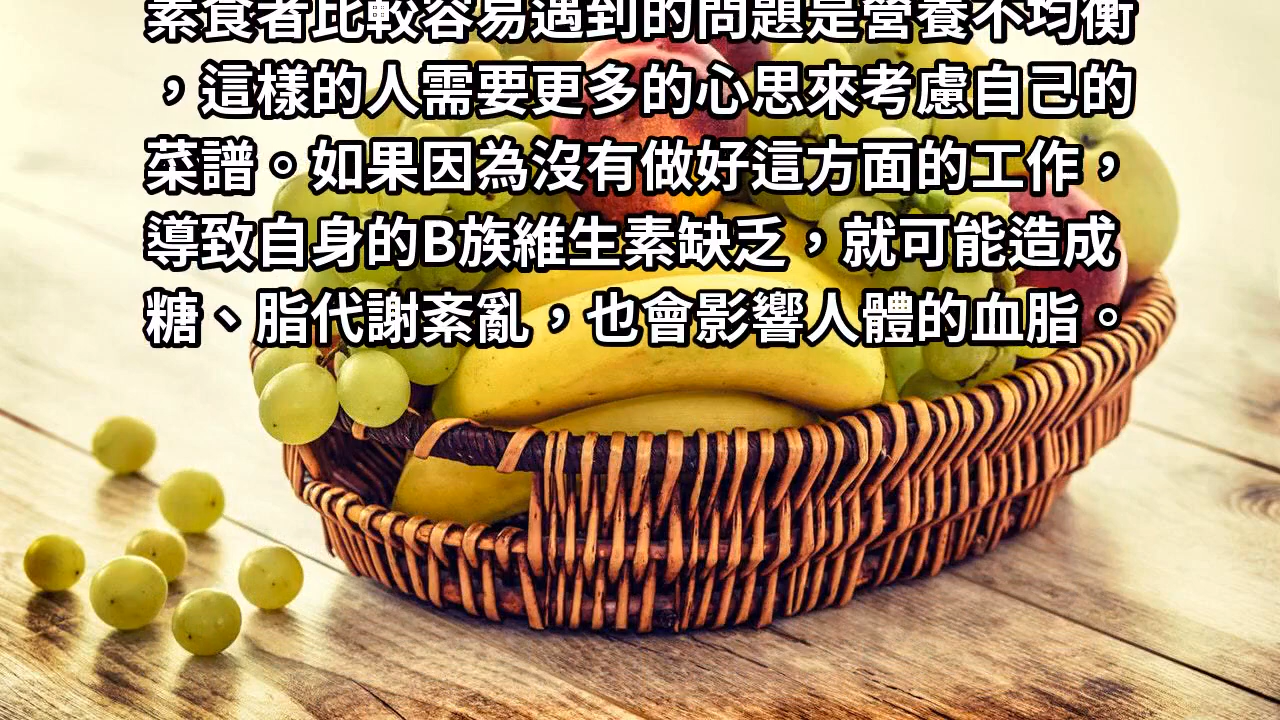 素食者比較容易遇到的問題是營養不均衡
，這樣的人需要更多的心思來考慮自己的
菜譜。如果因為沒有做好這方面的工作，
導致自身的B族維生素缺乏，就可能造成
糖、脂代謝紊亂，也會影響人體的血脂。